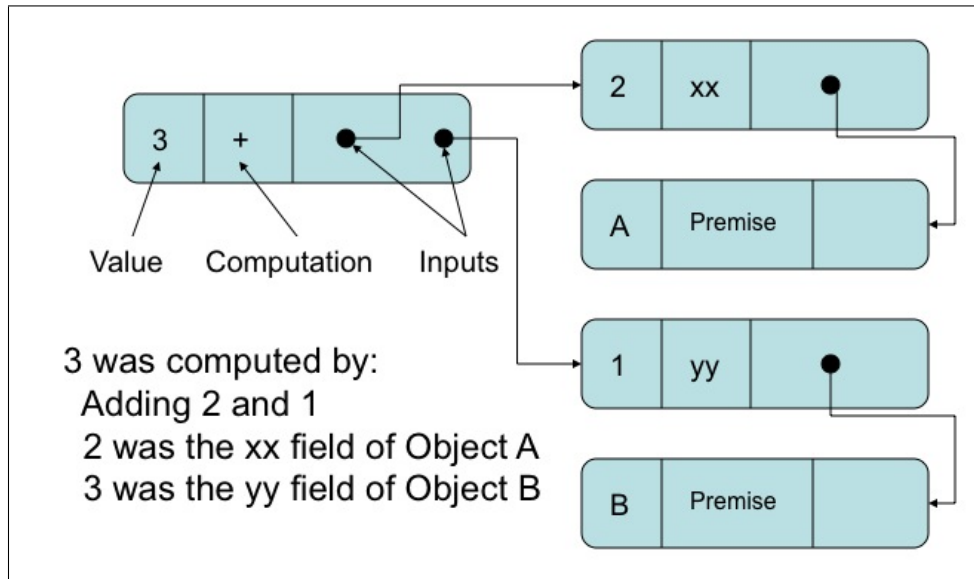 3 +
Value Computation Inputs
2 xx
A Premise
1 yy
B Premise
3 was computed by:
Adding 2 and 1
2 was the xx field of Object A
3 was the yy field of Object B